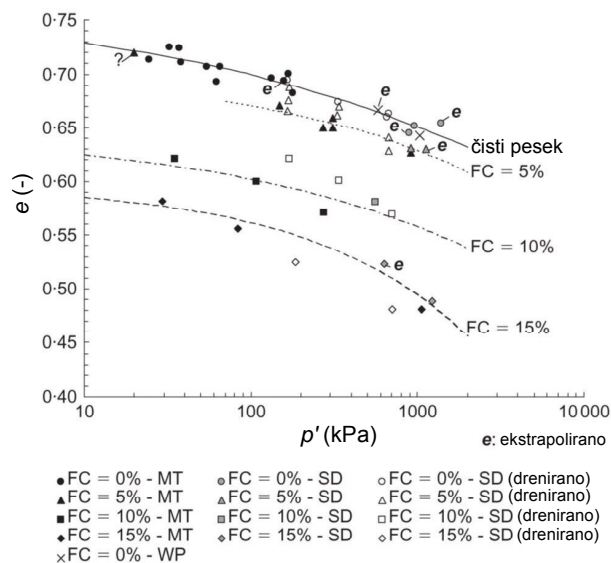 0·75
0·70
0·65
0·60
0·55
0·50
0·45
0·40
e (-)
?
e
e
e
e
e
e
čisti pesek
FC = 5%
FC = 10%
FC = 15%
10
100
1000
10 000
p' (kPa)
e: ekstrapolirano
FC = 0% - MT
FC = 5% - MT
FC = 10% - MT
FC = 15% - MT
FC = 0% - WP
FC = 0% - SD
FC = 5% - SD
FC = 10% - SD
FC = 15% - SD
FC = 0% - SD (drenirano)
FC = 5% - SD (drenirano)
FC = 10% - SD (drenirano)
FC = 15% - SD (drenirano)